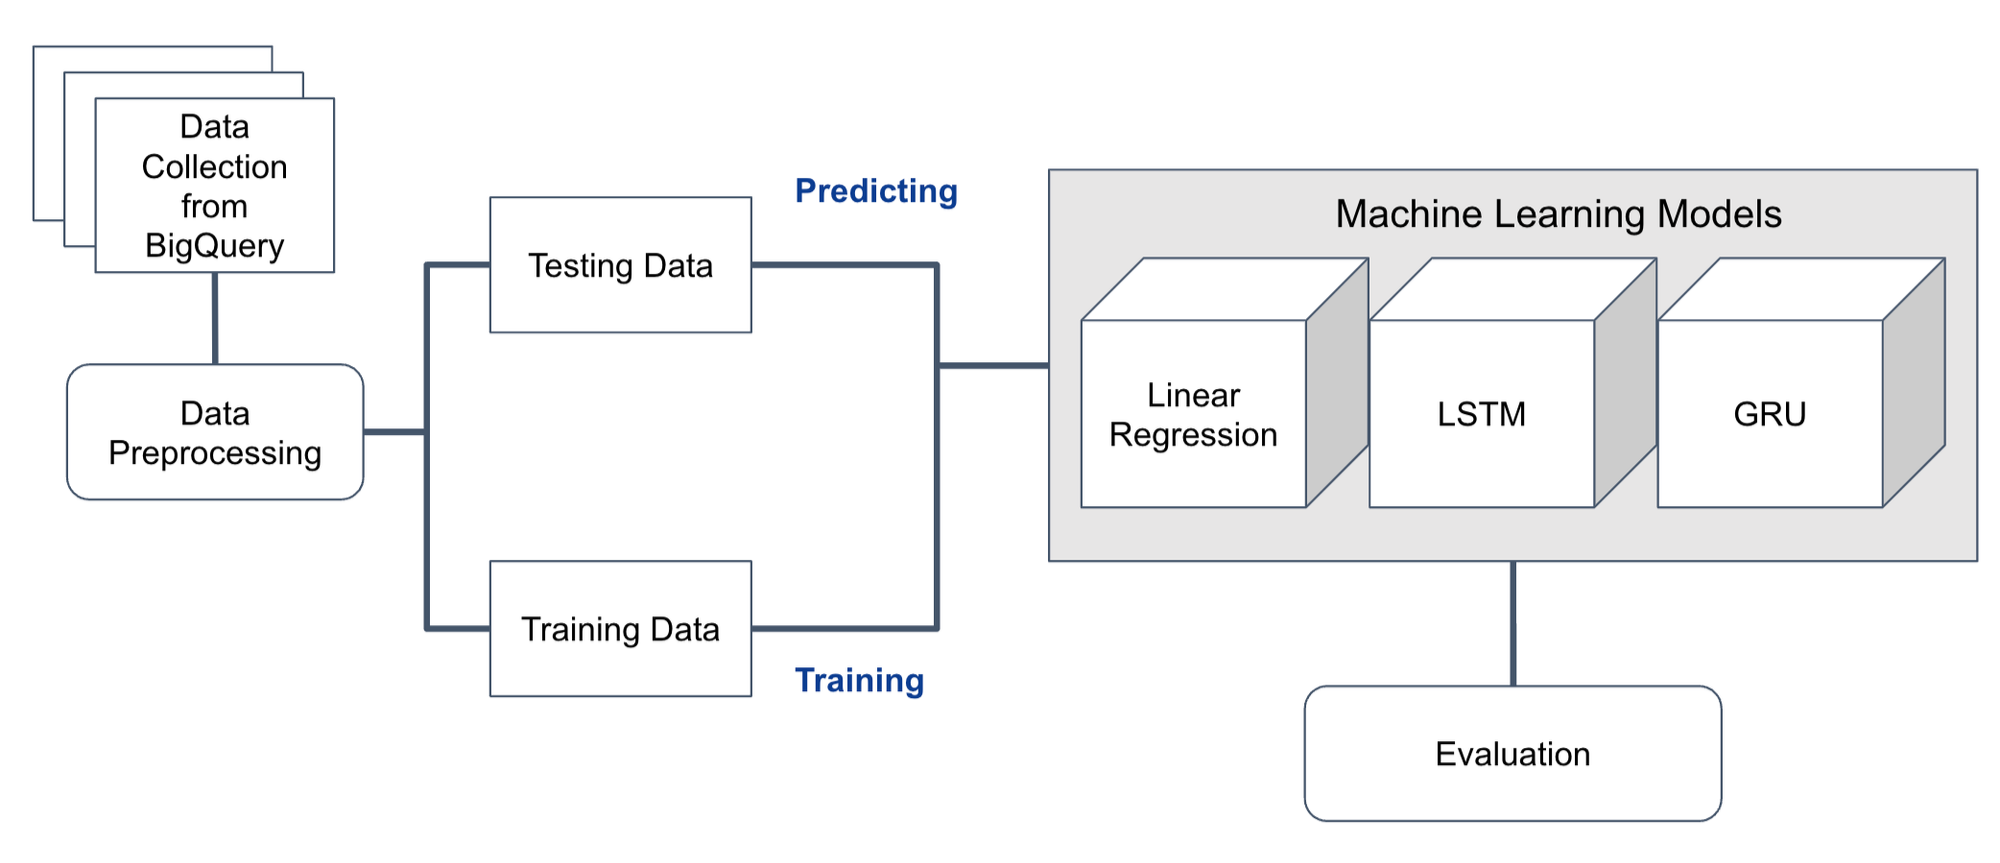 Data
Collection
from
BigQuery
Data
Preprocessing
Testing Data
Training Data
Predicting
Training
Machine Learning Models
Linear
Regression
LSTM
GRU
Evaluation